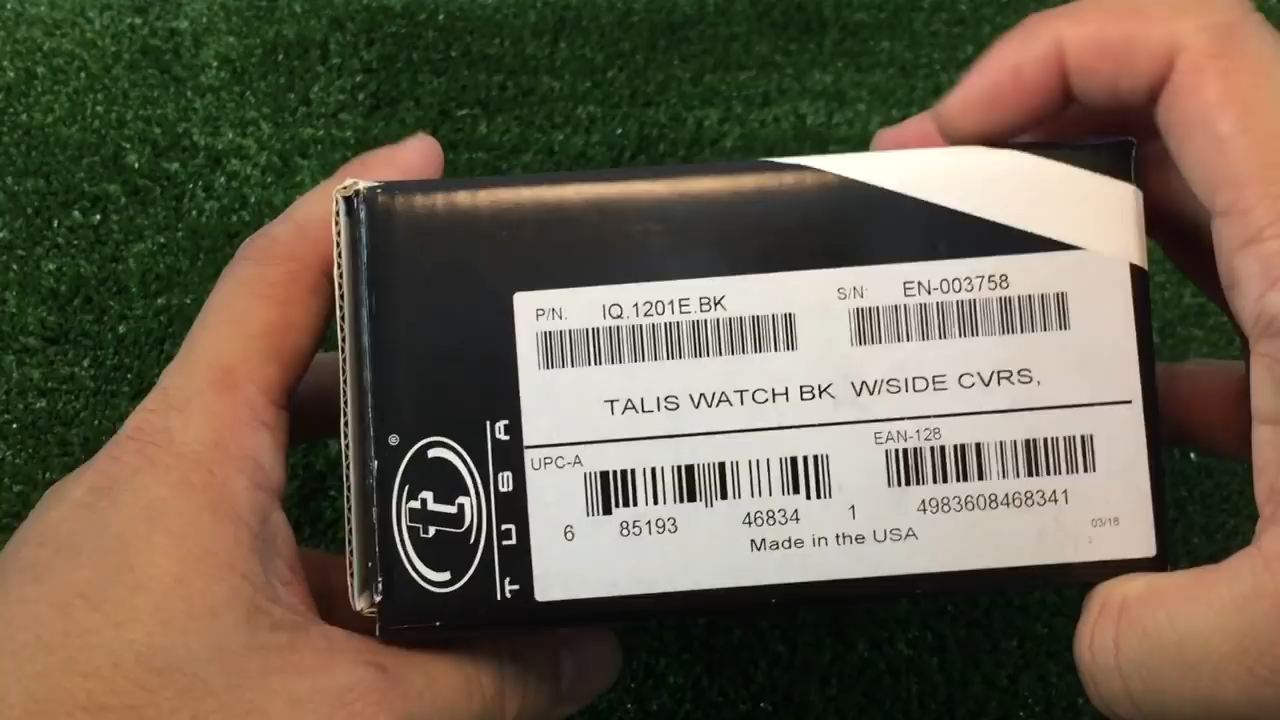 P/N: IQ.1201E.BK
S/N: EN-003758
TALIS WATCH BK W/SIDE CVRS,
UPC-A
EAN-128
6 85193 46834 1
4983608468341
Made in the USA
03/16
®
t
TUSA